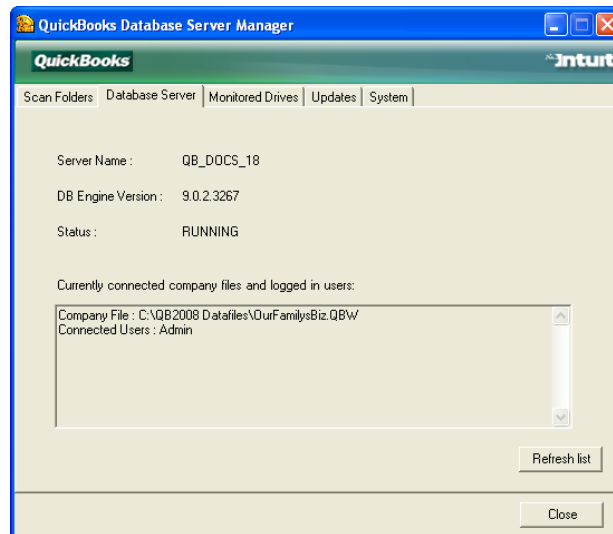 QuickBooks Database Server Manager
QuickBooks
Intuit
Scan Folders Database Server Monitored Drives Updates System
Server Name : QB_DOCS_18
DB Engine Version : 9.0.2.3267
Status : RUNNING
Currently connected company files and logged in users:
Company File : C:\QB2008 Datafiles\OurFamilysBiz.QBW
Connected Users : Admin
Refresh list
Close